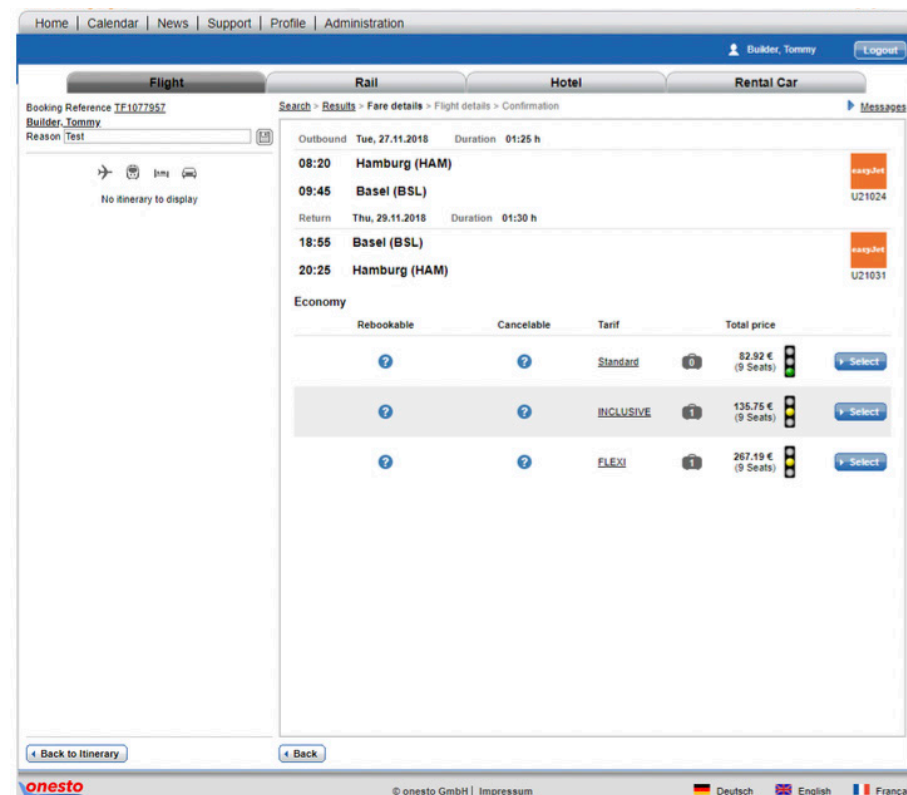 Home | Calendar | News | Support | Profile | Administration
Builder, Tommy Logout
Flight Rail Hotel Rental Car
Booking Reference TF1077957
Builder, Tommy
Reason Test
No itinerary to display
Search > Results > Fare details > Flight details > Confirmation Messages
Outbound Tue, 27.11.2018 Duration 01:25 h
08:20 Hamburg (HAM)
easyJet
09:45 Basel (BSL)
U21024
Return Thu, 29.11.2018 Duration 01:30 h
18:55 Basel (BSL)
easyJet
20:25 Hamburg (HAM)
U21031
Economy
Rebookable Cancelable Tarif Total price
? ? Standard 0 82.92 € Select
(9 Seats)
? ? INCLUSIVE 1 135.75 € Select
(9 Seats)
? ? FLEXI 1 267.19 € Select
(9 Seats)
Back to Itinerary Back
onesto © onesto GmbH | Impressum Deutsch English França